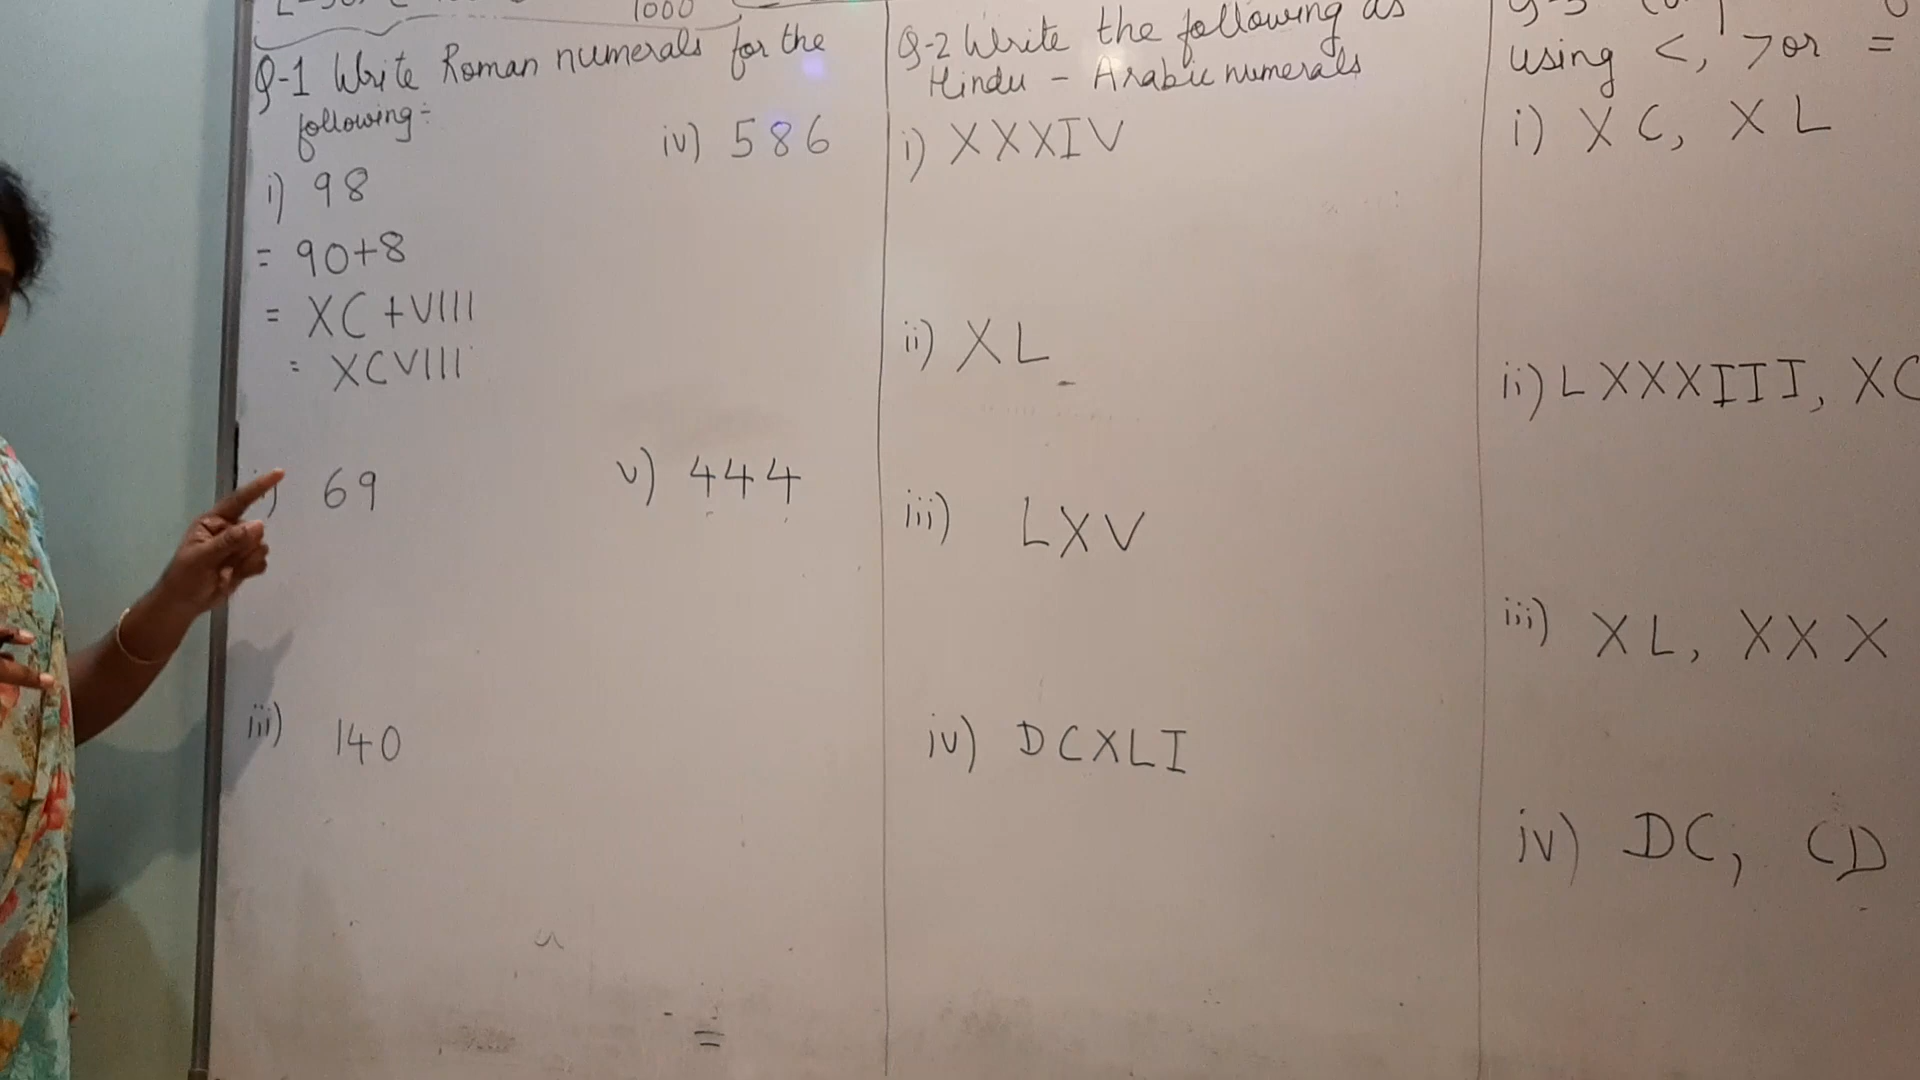 1000
Q-1 Write Roman numerals for the
following:-
i) 98
= 90+8
= XC+VIII
= XCVIII
69
iii) 140
iv) 586
v) 444
=
Q-2 Write the following as
Hindu - Arabic numerals
i) XXXIV
ii) XL
iii) LXV
iv) DCXLI
using <, > or =
i) XC, XL
ii) LXXXIII, XC
iii) XL, XXX
iv) DC, CD